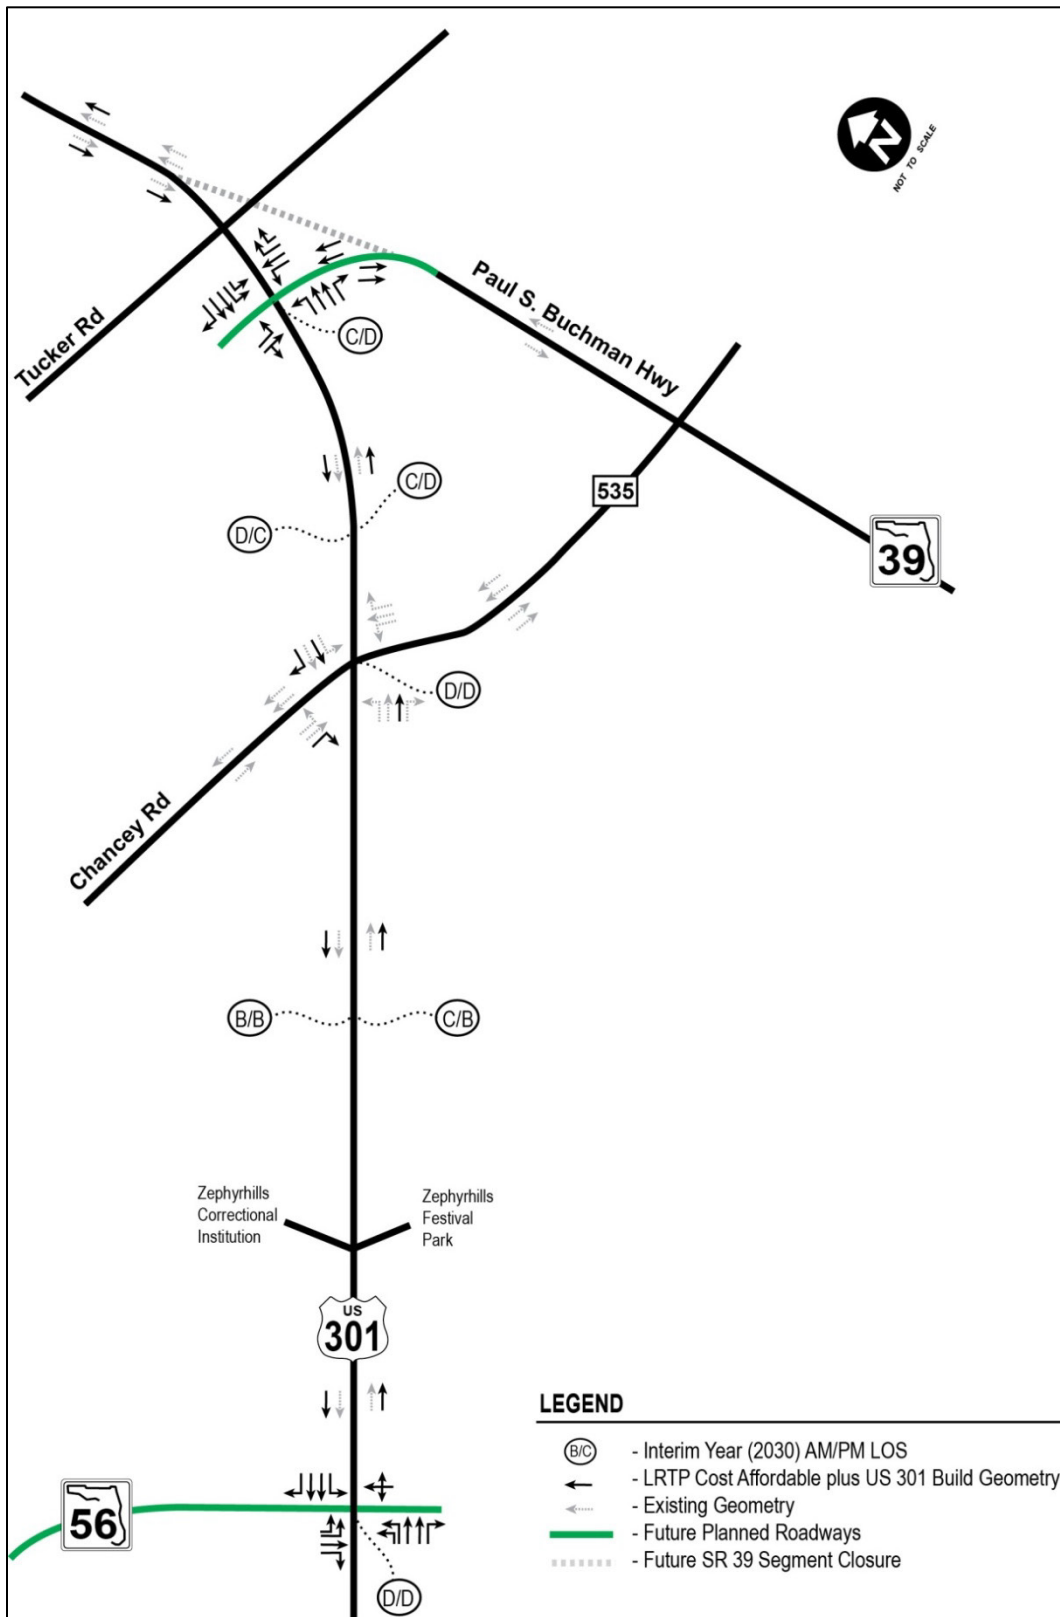 N
NOT TO SCALE
Tucker Rd
Paul S. Buchman Hwy
C/D
C/D
535
D/C
39
D/D
Chancey Rd
B/B
C/B
Zephyrhills
Correctional
Institution
Zephyrhills
Festival
Park
US
301
56
D/D
LEGEND
B/C - Interim Year (2030) AM/PM LOS
- LRTP Cost Affordable plus US 301 Build Geometry
- Existing Geometry
- Future Planned Roadways
- Future SR 39 Segment Closure